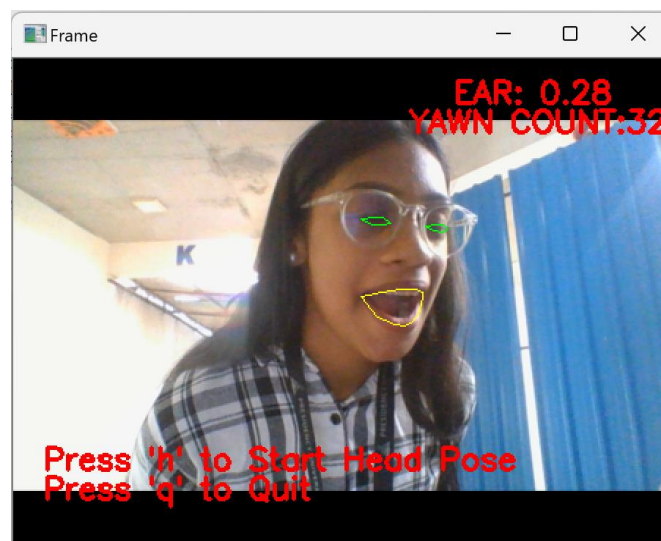 Frame
EAR: 0.28
YAWN COUNT:32
K
Press 'h' to Start Head Pose
Press 'q' to Quit